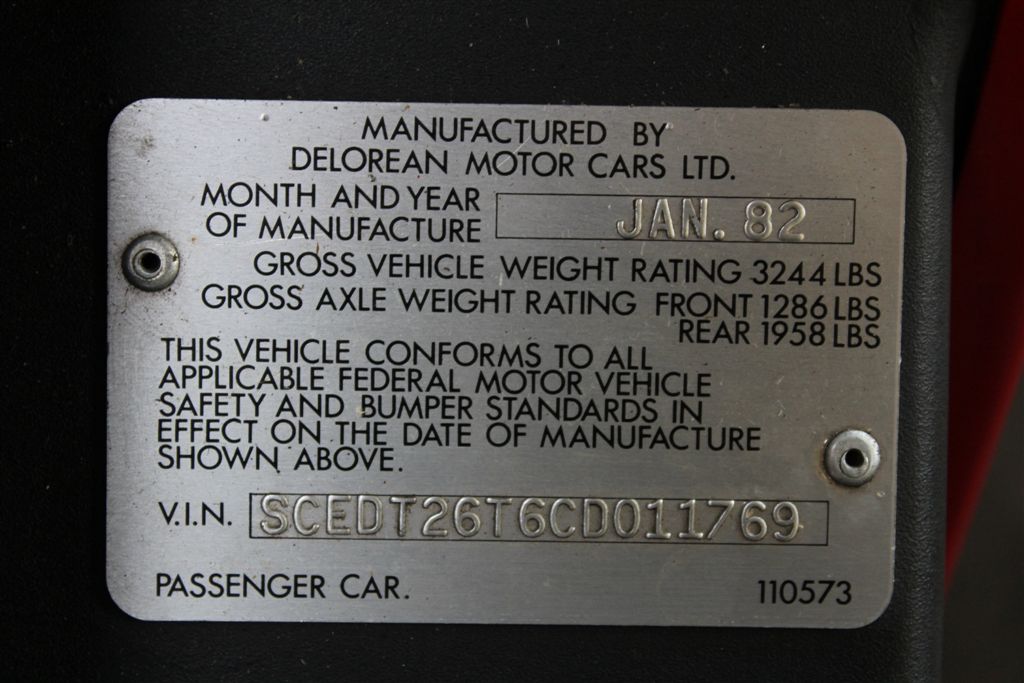 MANUFACTURED BY
DELOREAN MOTOR CARS LTD.
MONTH AND YEAR
OF MANUFACTURE JAN. 82
GROSS VEHICLE WEIGHT RATING 3244 LBS
GROSS AXLE WEIGHT RATING FRONT 1286 LBS
REAR 1958 LBS
THIS VEHICLE CONFORMS TO ALL
APPLICABLE FEDERAL MOTOR VEHICLE
SAFETY AND BUMPER STANDARDS IN
EFFECT ON THE DATE OF MANUFACTURE
SHOWN ABOVE.
V.I.N. SCEDT26T6CD011769
PASSENGER CAR. 110573